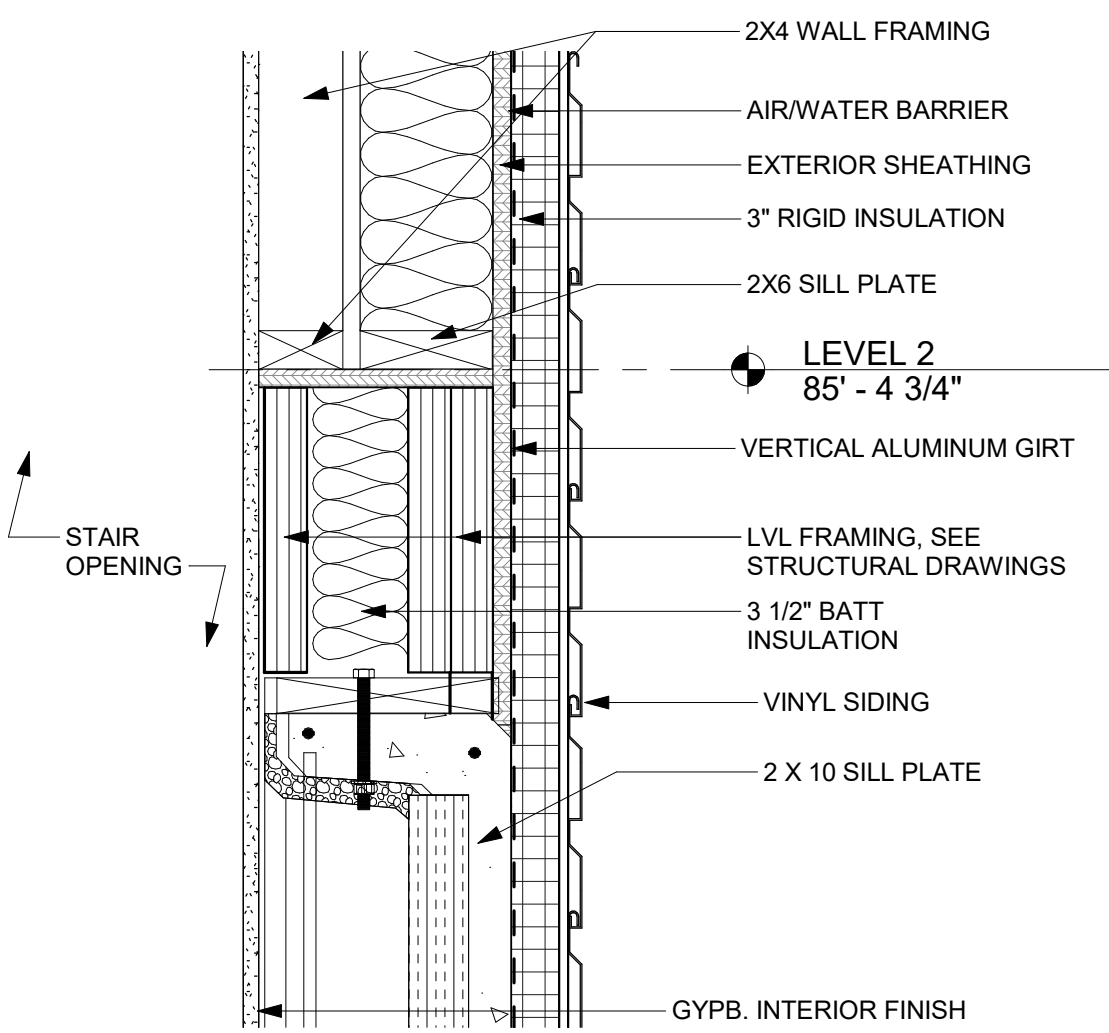 2X4 WALL FRAMING
AIR/WATER BARRIER
EXTERIOR SHEATHING
3" RIGID INSULATION
2X6 SILL PLATE
LEVEL 2
85' - 4 3/4"
VERTICAL ALUMINUM GIRT
STAIR
OPENING
LVL FRAMING, SEE
STRUCTURAL DRAWINGS
3 1/2" BATT
INSULATION
VINYL SIDING
2 X 10 SILL PLATE
GYPB. INTERIOR FINISH